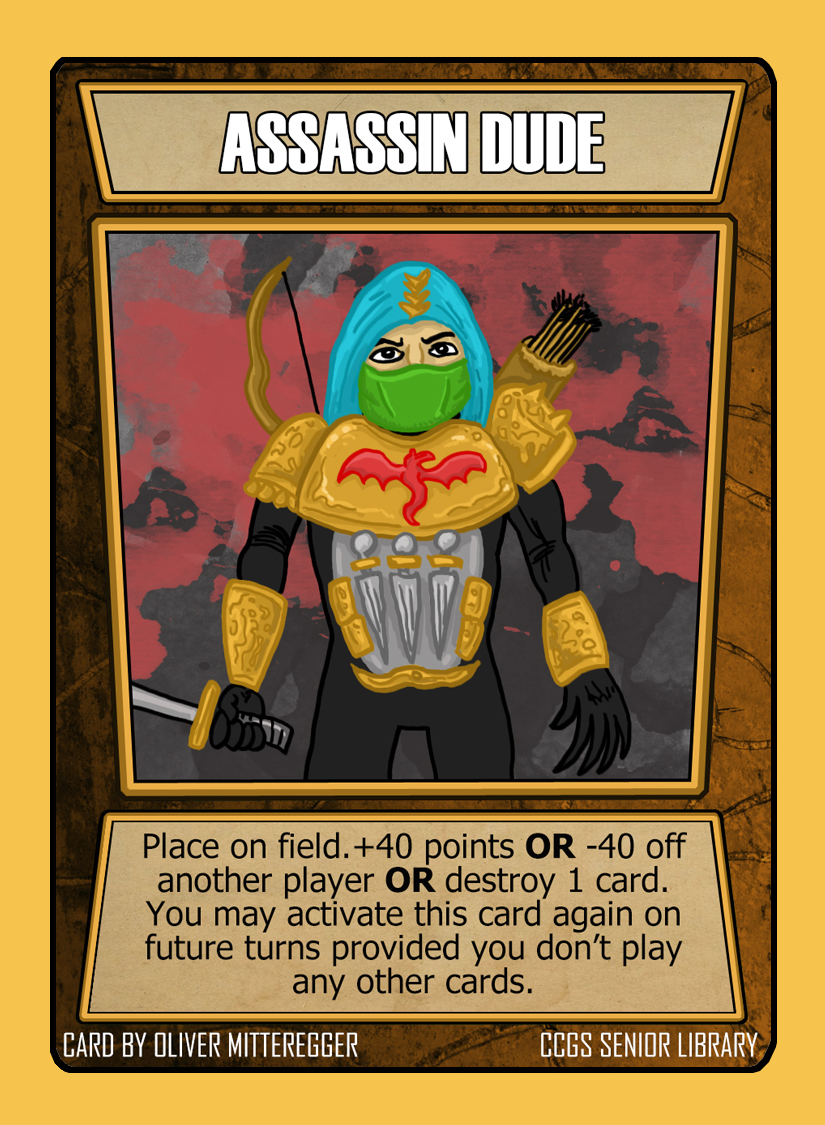 ASSASSIN DUDE
Place on field.+40 points OR -40 off
another player OR destroy 1 card.
You may activate this card again on
future turns provided you don’t play
any other cards.
CARD BY OLIVER MITTEREGGER
CCGS SENIOR LIBRARY